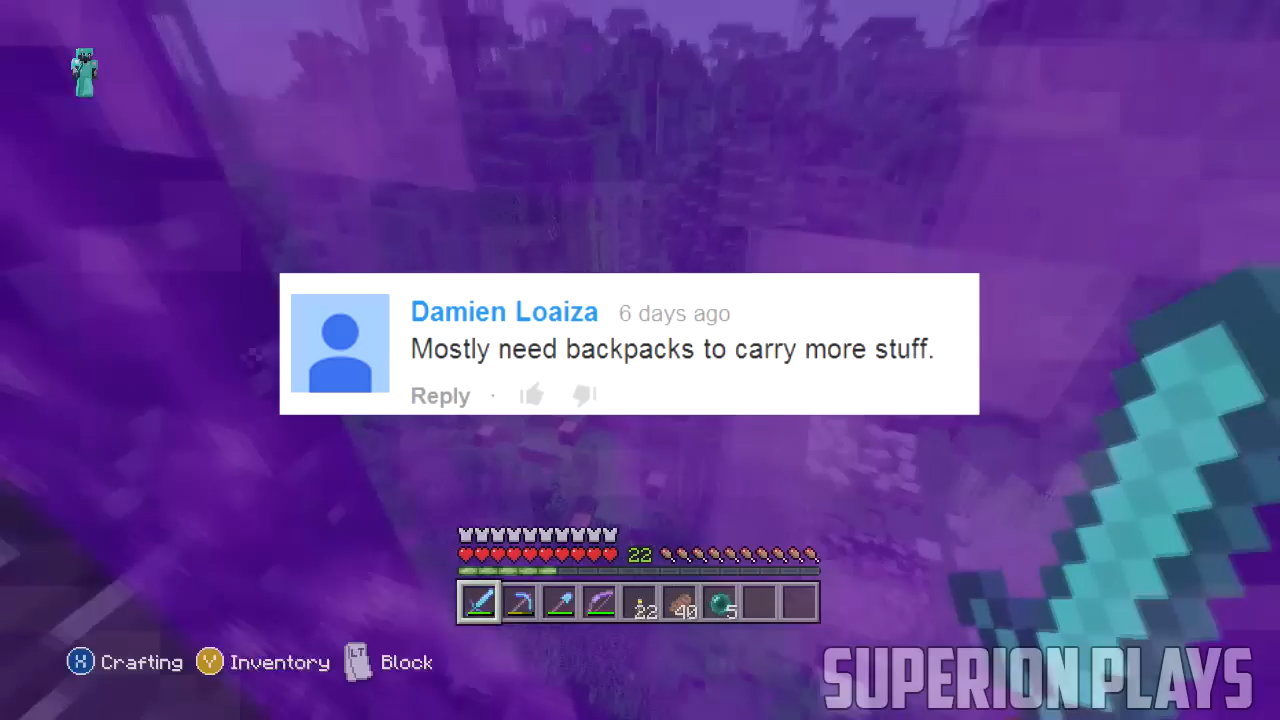 Damien Loaiza 6 days ago
Mostly need backpacks to carry more stuff.
Reply ·
22
22 40 5
X Crafting Y Inventory LT Block
SUPERION PLAYS